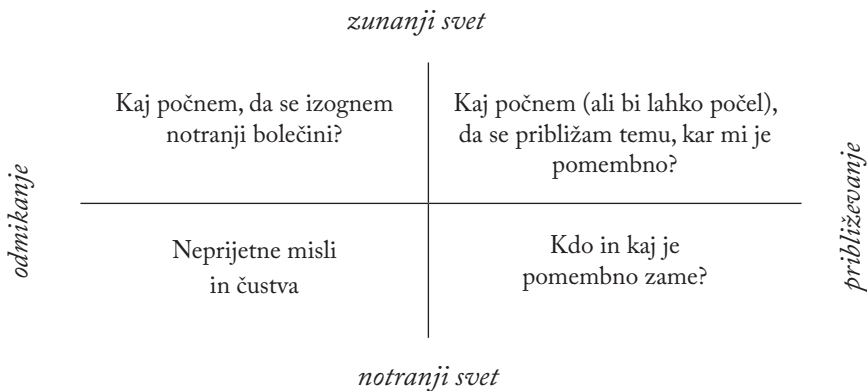 zunanji svet
Kaj počnem, da se izognem
notranji bolečini?
Kaj počnem (ali bi lahko počel),
da se približam temu, kar mi je
pomembno?
odmikanje
približevanje
Neprijetne misli
in čustva
Kdo in kaj je
pomembno zame?
notranji svet